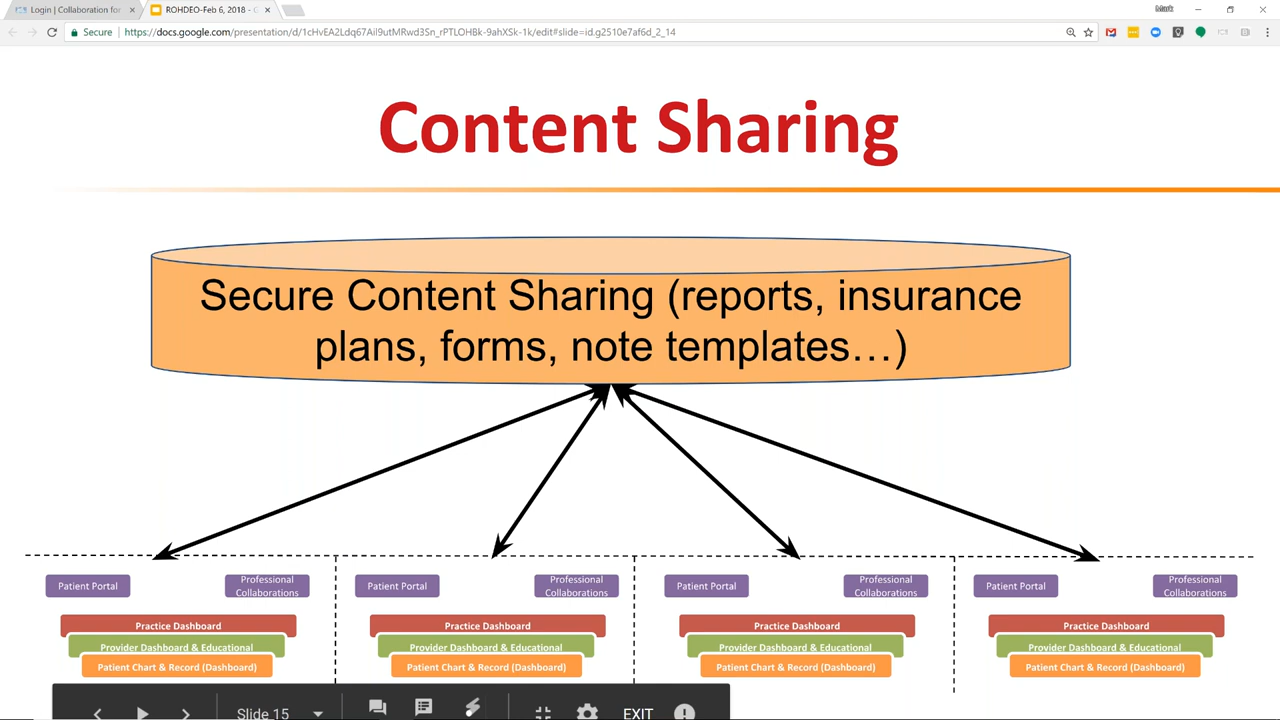 Login | Collaboration for
ROHDEO-Feb 6, 2018 -
Secure
https://docs.google.com/presentation/d/1cHvEA2Ldq67Ail9utMRwd3Sn_rPTLOHBk-9ahXSk-1k/edit#slide=id.g2510e7af6d_2_14
Content Sharing
Secure Content Sharing (reports, insurance
plans, forms, note templates…)
Patient Portal
Professional
Collaborations
Patient Portal
Professional
Collaborations
Patient Portal
Professional
Collaborations
Patient Portal
Professional
Collaborations
Practice Dashboard
Practice Dashboard
Practice Dashboard
Practice Dashboard
Provider Dashboard & Educational
Provider Dashboard & Educational
Provider Dashboard & Educational
Provider Dashboard & Educational
Patient Chart & Record (Dashboard)
Patient Chart & Record (Dashboard)
Patient Chart & Record (Dashboard)
Patient Chart & Record (Dashboard)
Slide 15
EXIT